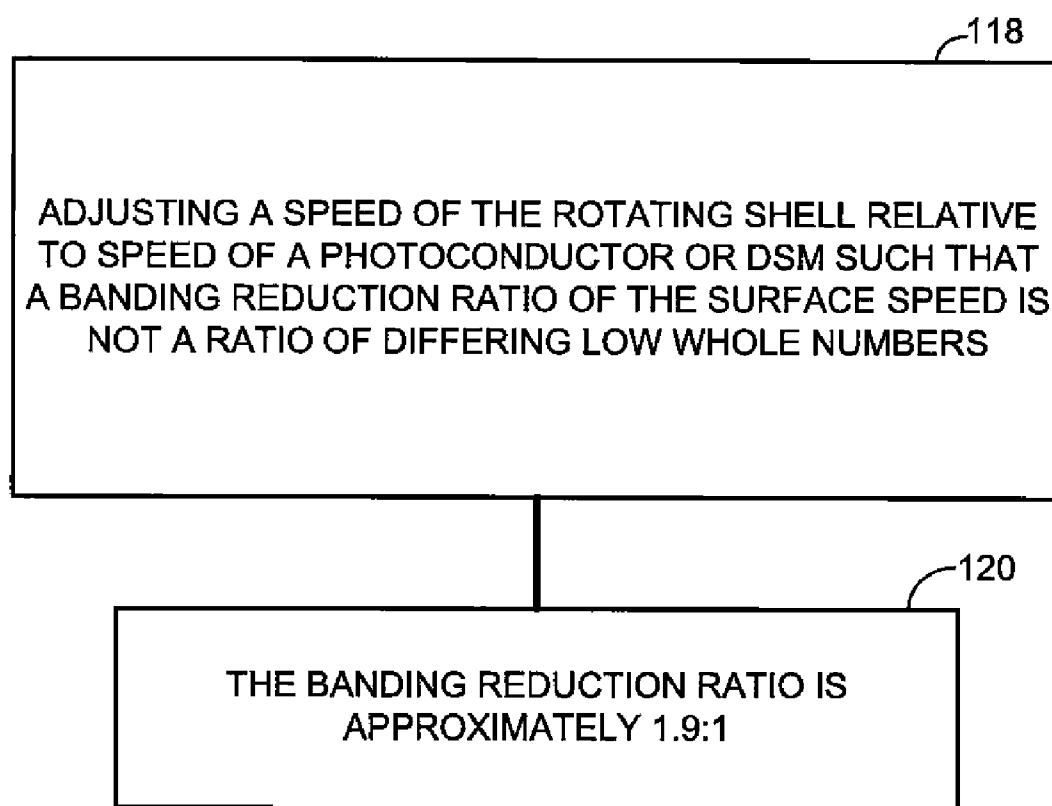 118
ADJUSTING A SPEED OF THE ROTATING SHELL RELATIVE
TO SPEED OF A PHOTOCONDUCTOR OR DSM SUCH THAT
A BANDING REDUCTION RATIO OF THE SURFACE SPEED IS
NOT A RATIO OF DIFFERING LOW WHOLE NUMBERS
120
THE BANDING REDUCTION RATIO IS
APPROXIMATELY 1.9:1